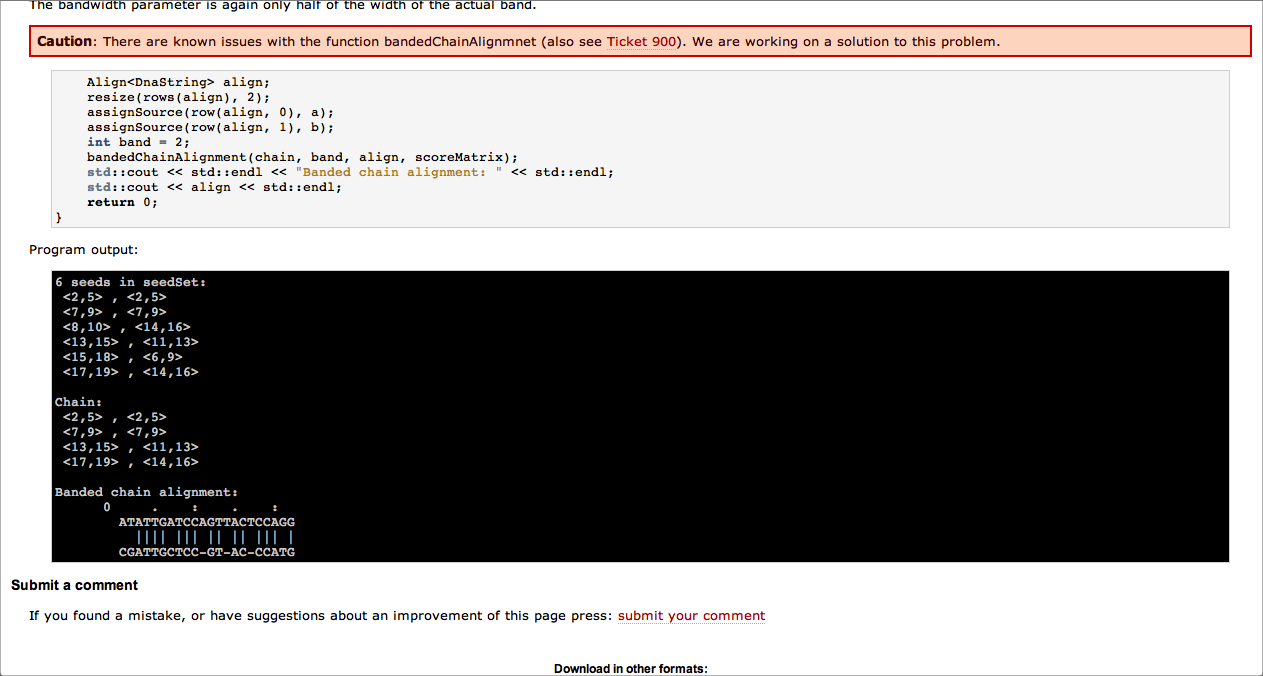 The bandwidth parameter is again only half of the width of the actual band.
Caution: There are known issues with the function bandedChainAlignmnet (also see Ticket 900). We are working on a solution to this problem.
    Align<DnaString> align;
    resize(rows(align), 2);
    assignSource(row(align, 0), a);
    assignSource(row(align, 1), b);
    int band = 2;
    bandedChainAlignment(chain, band, align, scoreMatrix);
    std::cout << std::endl << "Banded chain alignment: " << std::endl;
    std::cout << align << std::endl;
    return 0;
}
Program output:
6 seeds in seedSet:
 <2,5> , <2,5>
 <7,9> , <7,9>
 <8,10> , <14,16>
 <13,15> , <11,13>
 <15,18> , <6,9>
 <17,19> , <14,16>
Chain:
 <2,5> , <2,5>
 <7,9> , <7,9>
 <13,15> , <11,13>
 <17,19> , <14,16>
Banded chain alignment:
      0     .    :    .    :
        ATATTGATCCAGTTACTCCAGG
          |||| ||| || || ||| |
        CGATTGCTCC-GT-AC-CCATG
Submit a comment
If you found a mistake, or have suggestions about an improvement of this page press: submit your comment
Download in other formats: